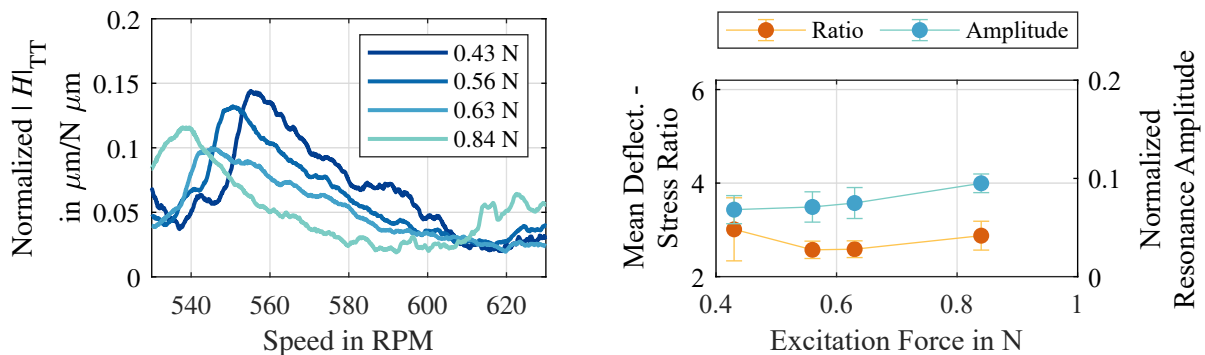 Normalized | H|TT
in μm/N μm
0.2
0.15
0.1
0.05
0
0.43 N
0.56 N
0.63 N
0.84 N
540 560 580 600 620
Speed in RPM
Ratio Amplitude
Mean Deflect. -
Stress Ratio
6
4
2
0.2
0.1
0
Normalized
Resonance Amplitude
0.4 0.6 0.8 1
Excitation Force in N